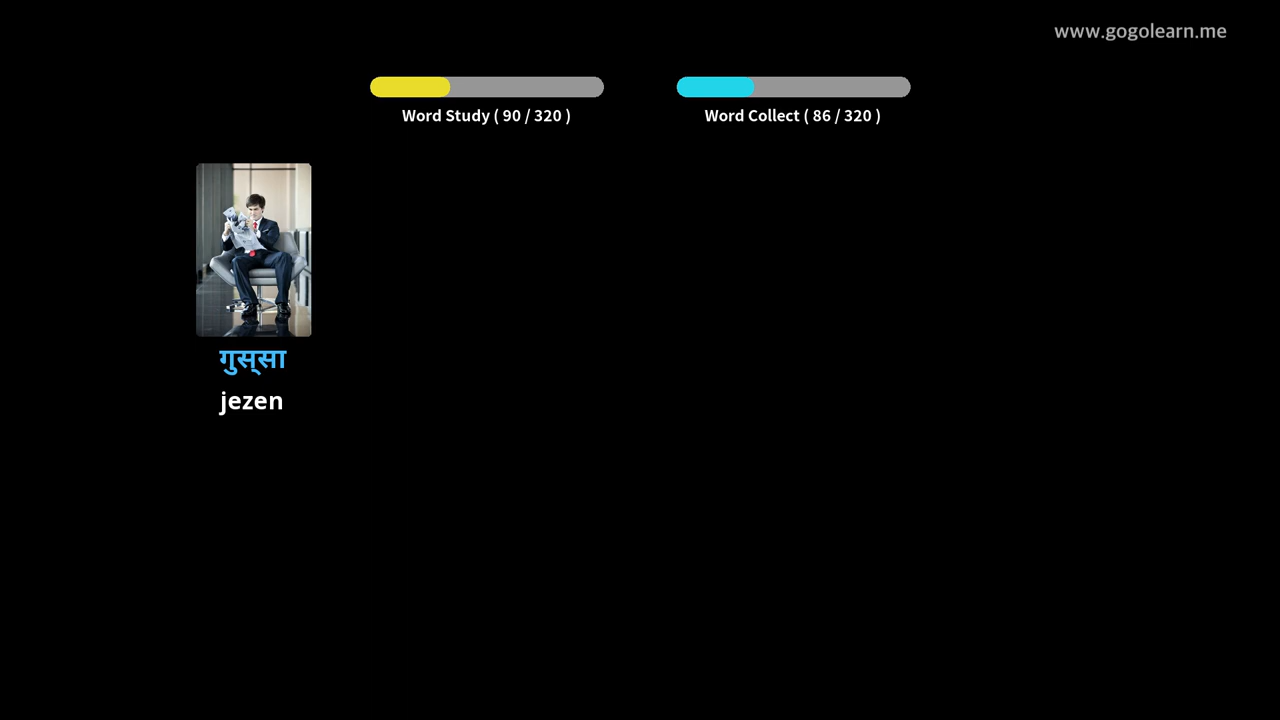 www.gogolearn.me
Word Study ( 90 / 320 )
Word Collect ( 86 / 320 )
गुस्‌सा
jezen